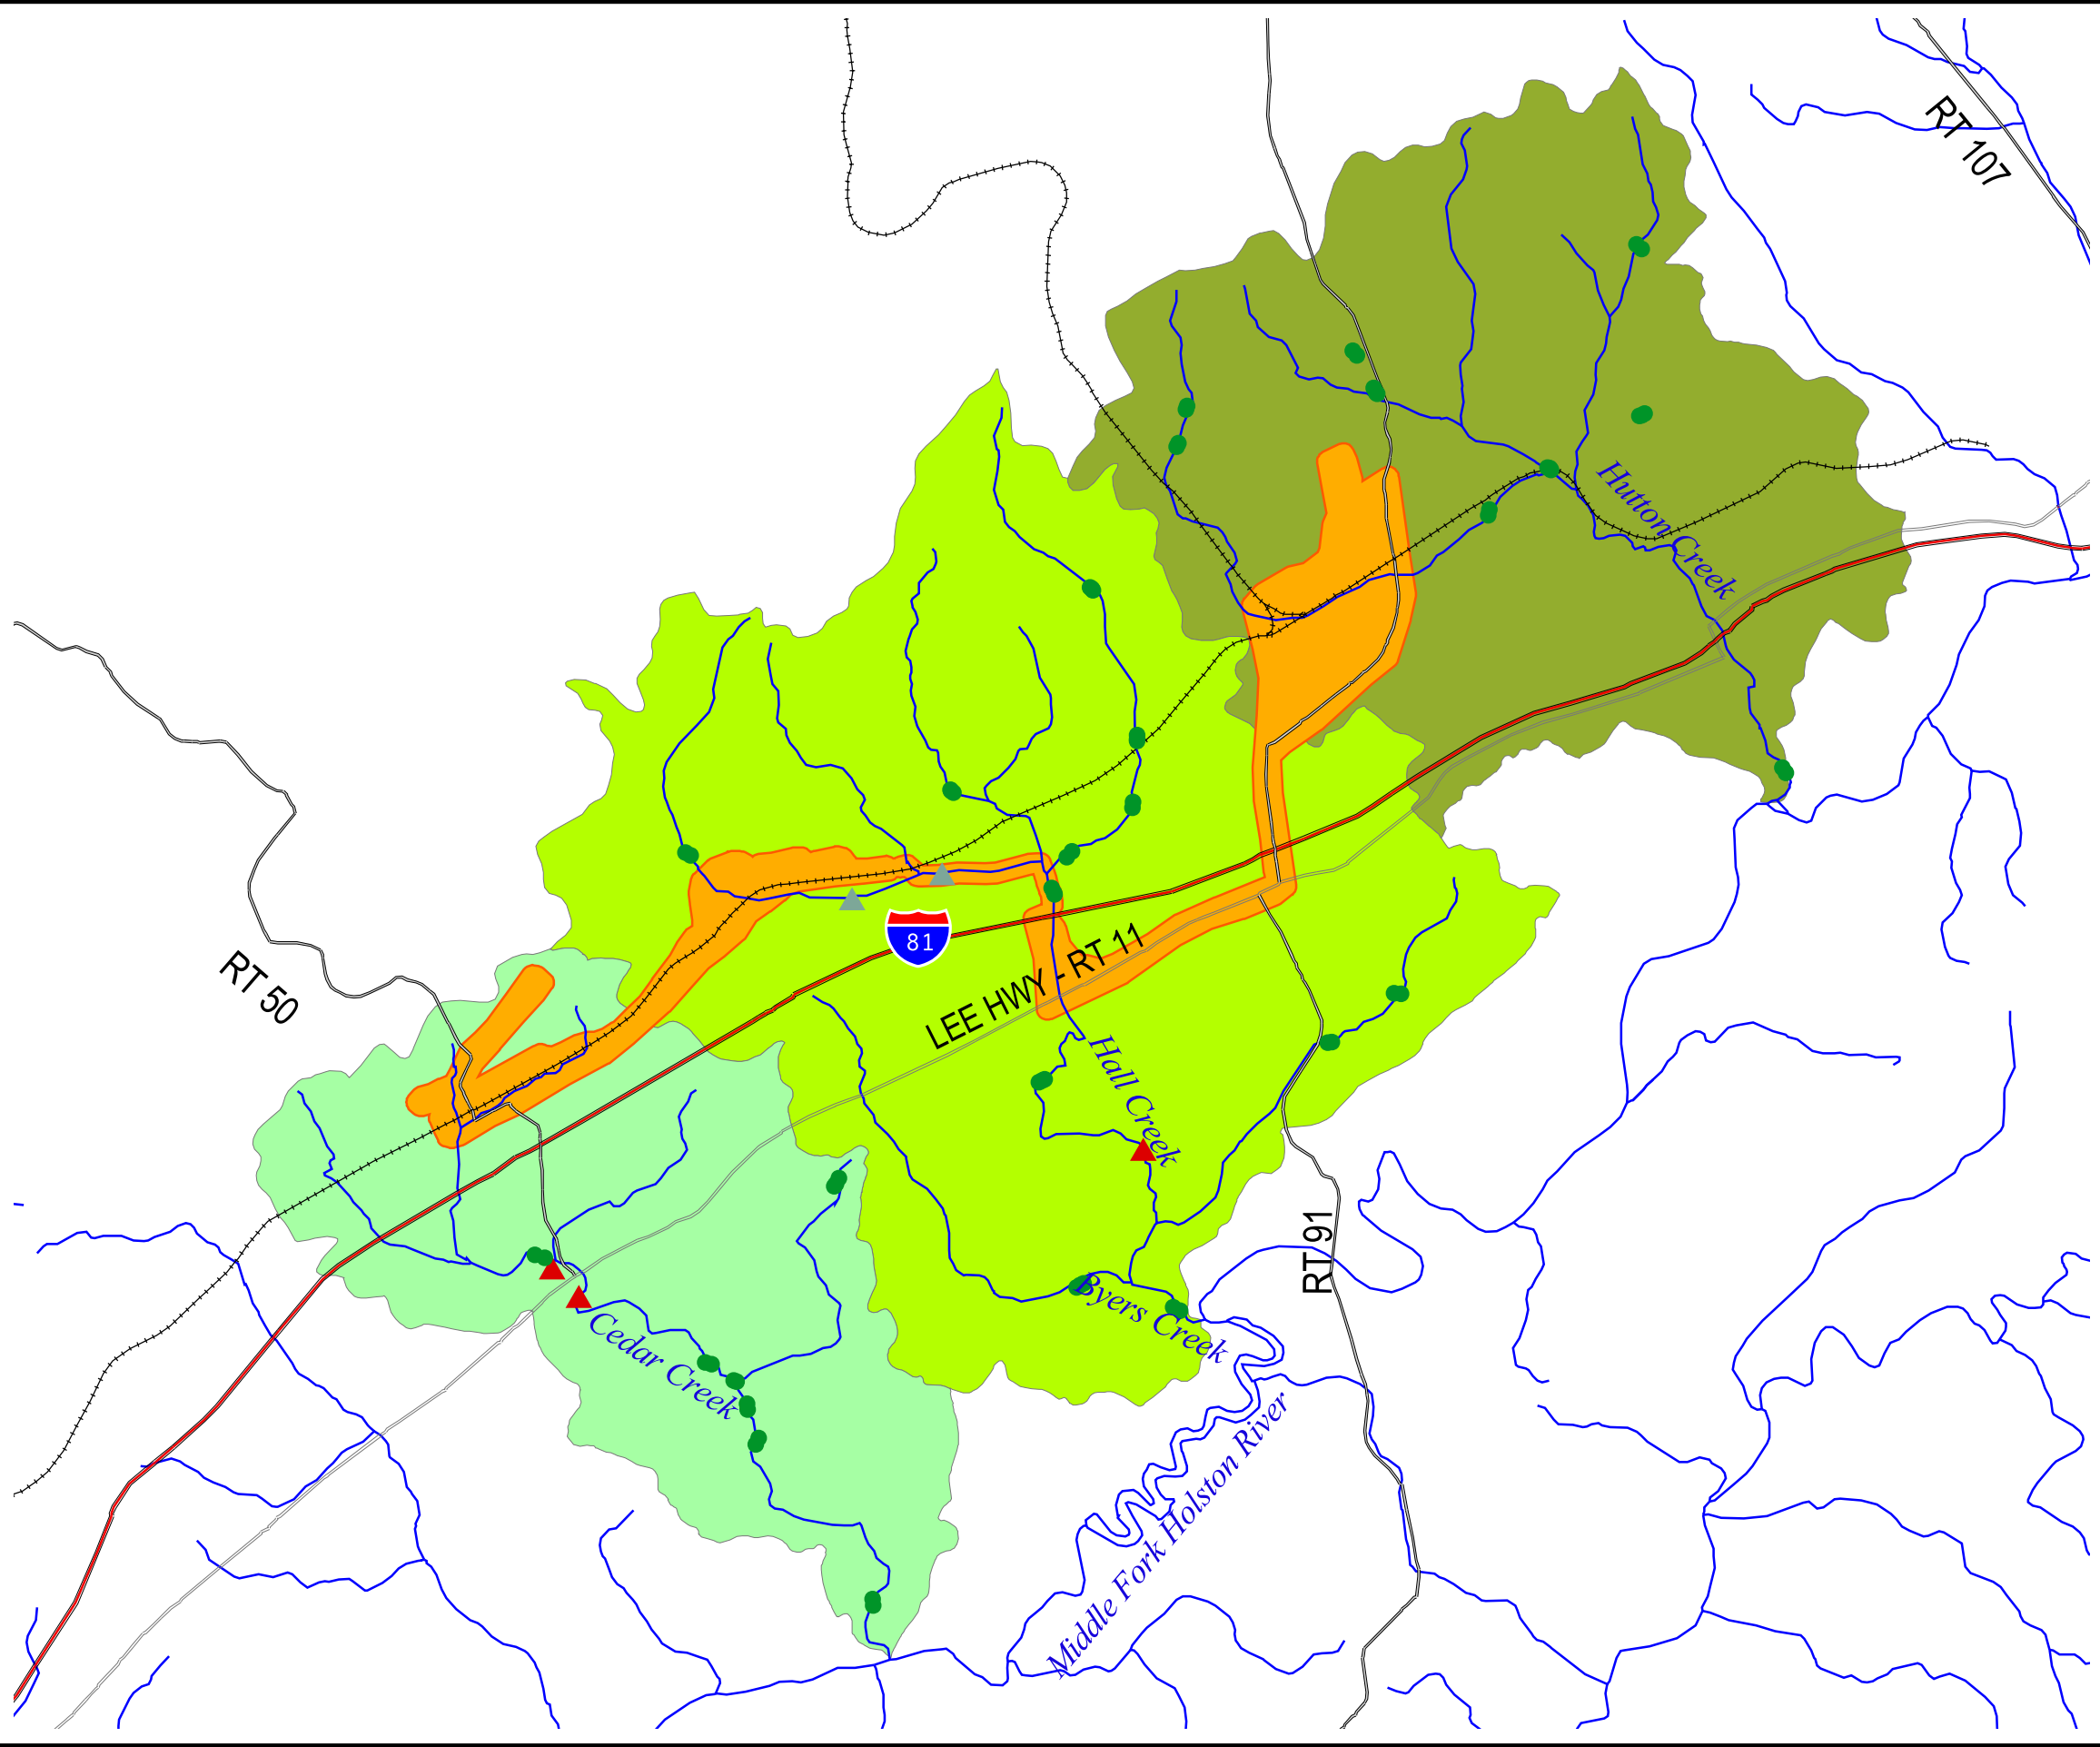 RT 107
Hutton Creek
81
LEE HWY - RT 11
RT 50
Hall Creek
RT 91
Byers Creek
Cedar Creek
Middle Fork Holston River